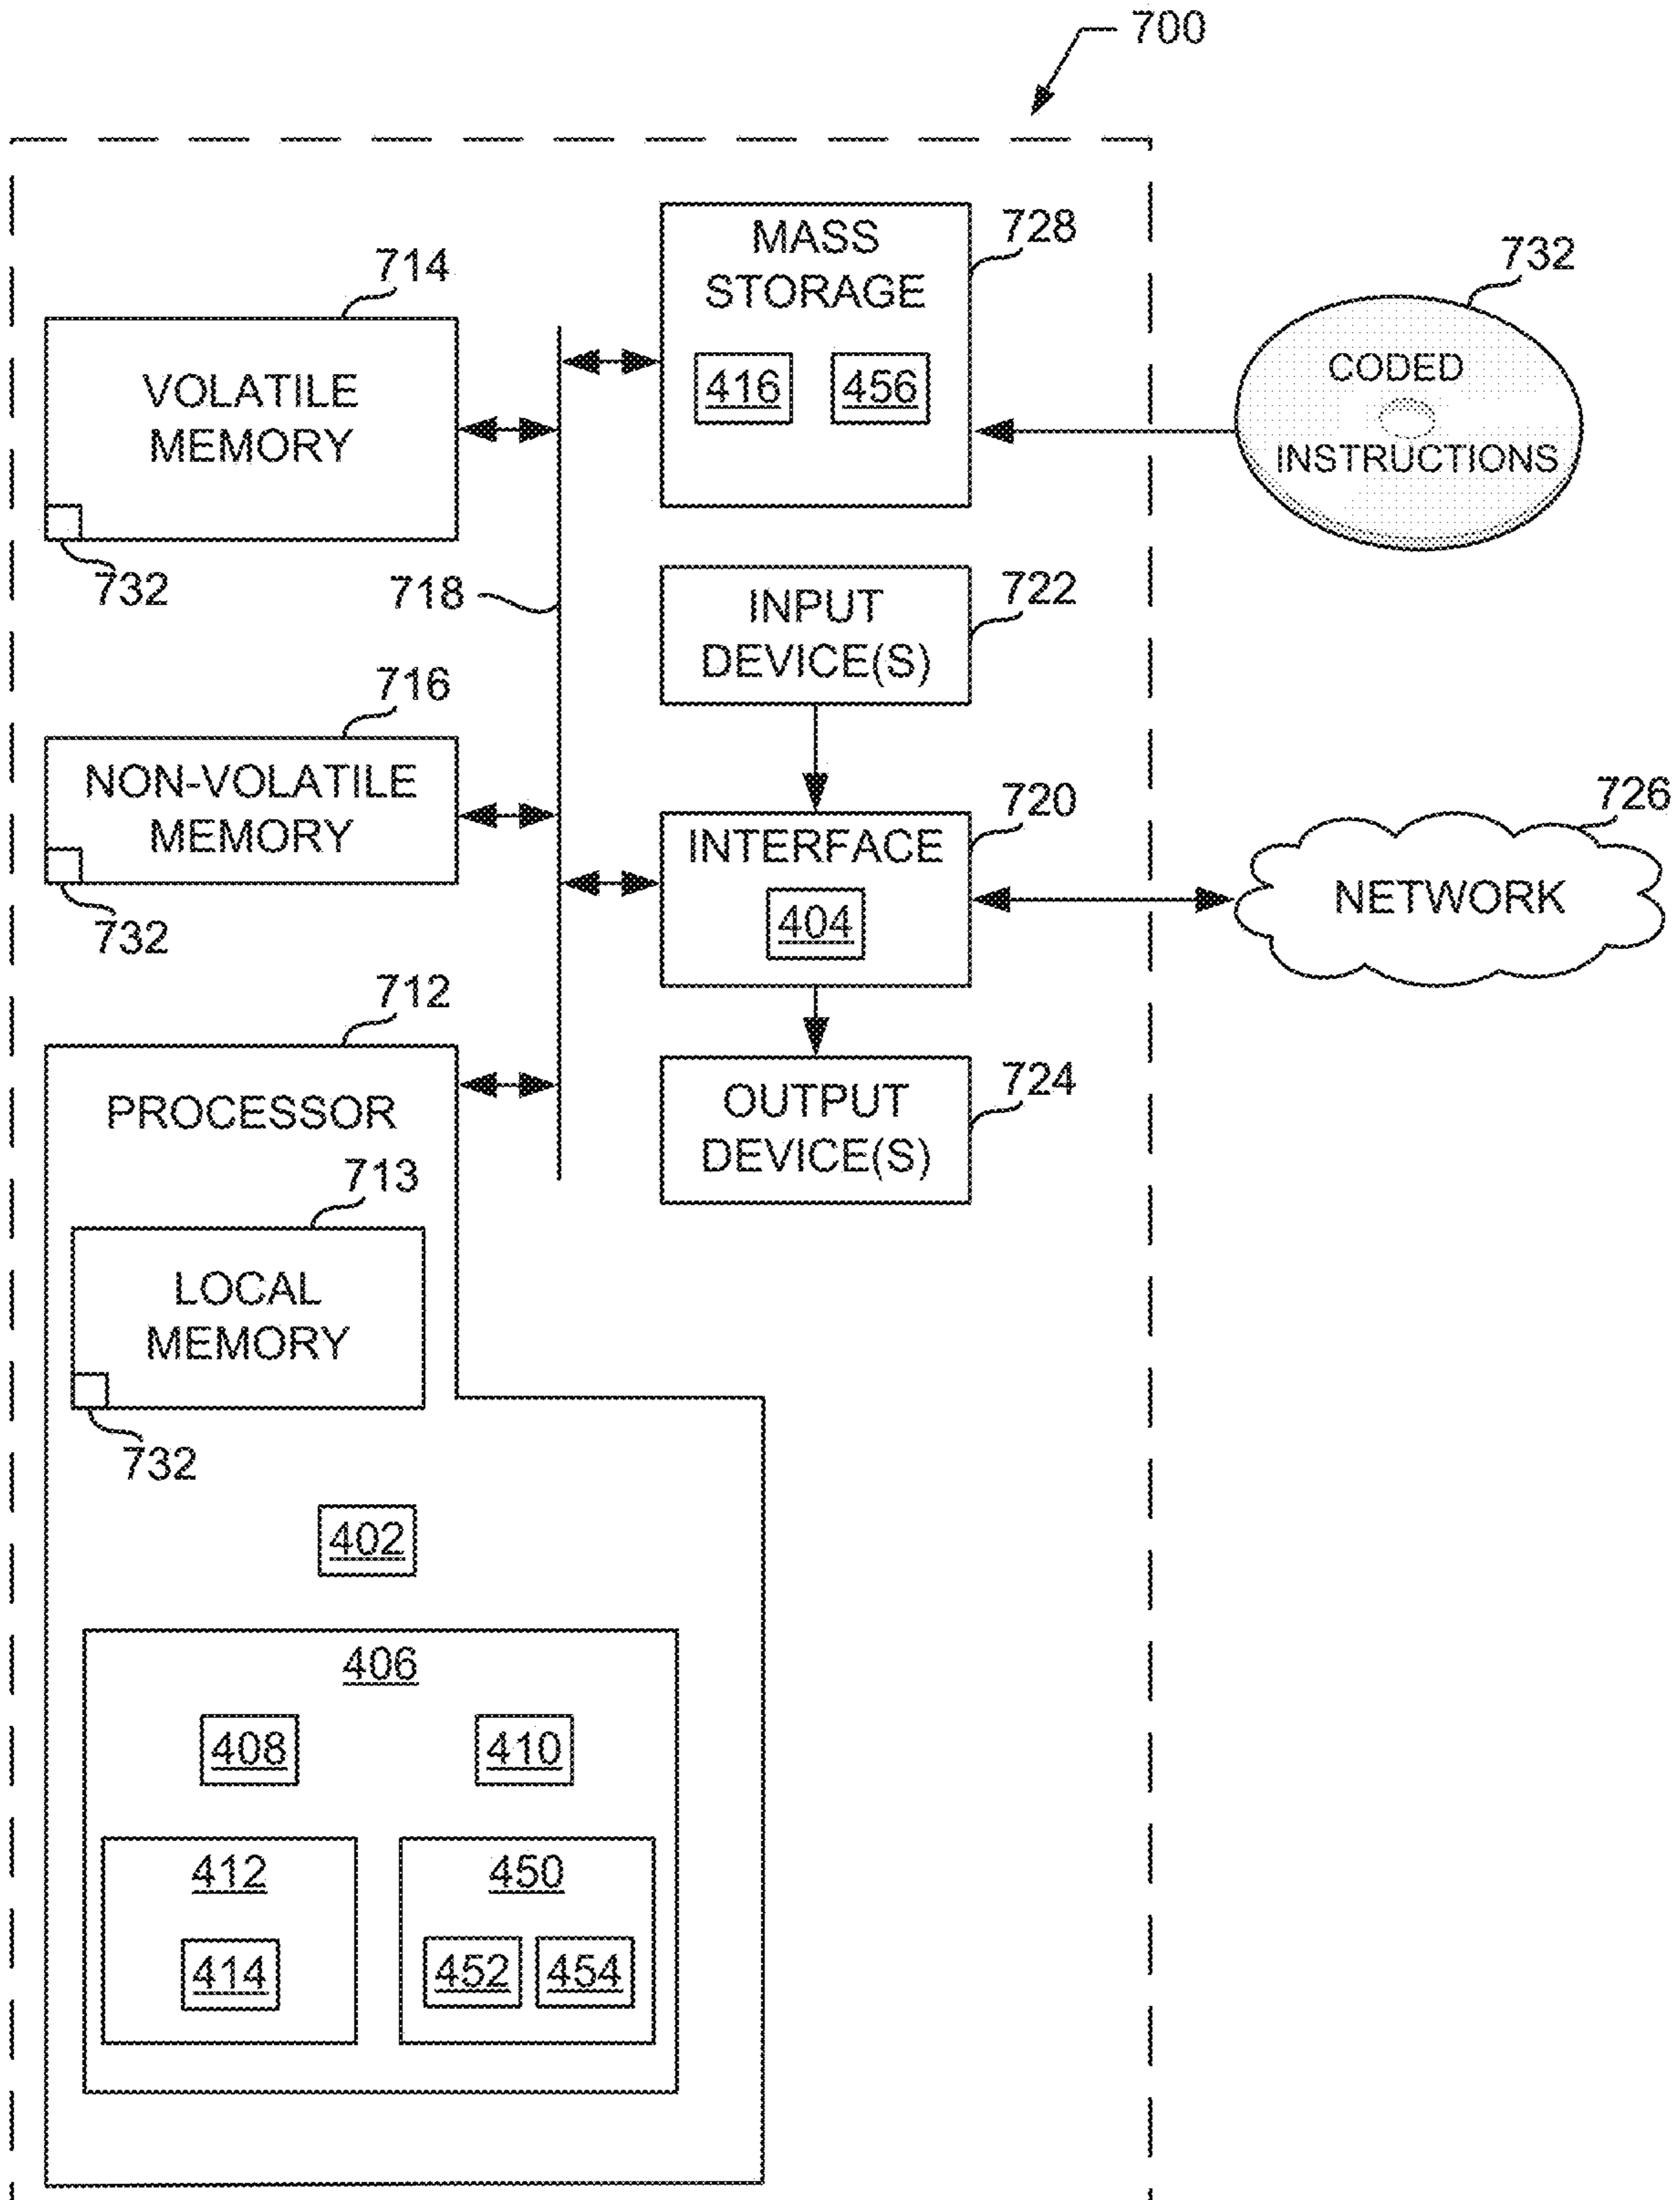 700
714
VOLATILE
MEMORY
732
MASS
STORAGE
416 456
728
732
CODED
INSTRUCTIONS
718
INPUT
DEVICE(S)
722
716
NON-VOLATILE
MEMORY
732
INTERFACE
404
720
726
NETWORK
712
PROCESSOR
OUTPUT
DEVICE(S)
724
713
LOCAL
MEMORY
732
402
406
408 410
412 450
414 452 454